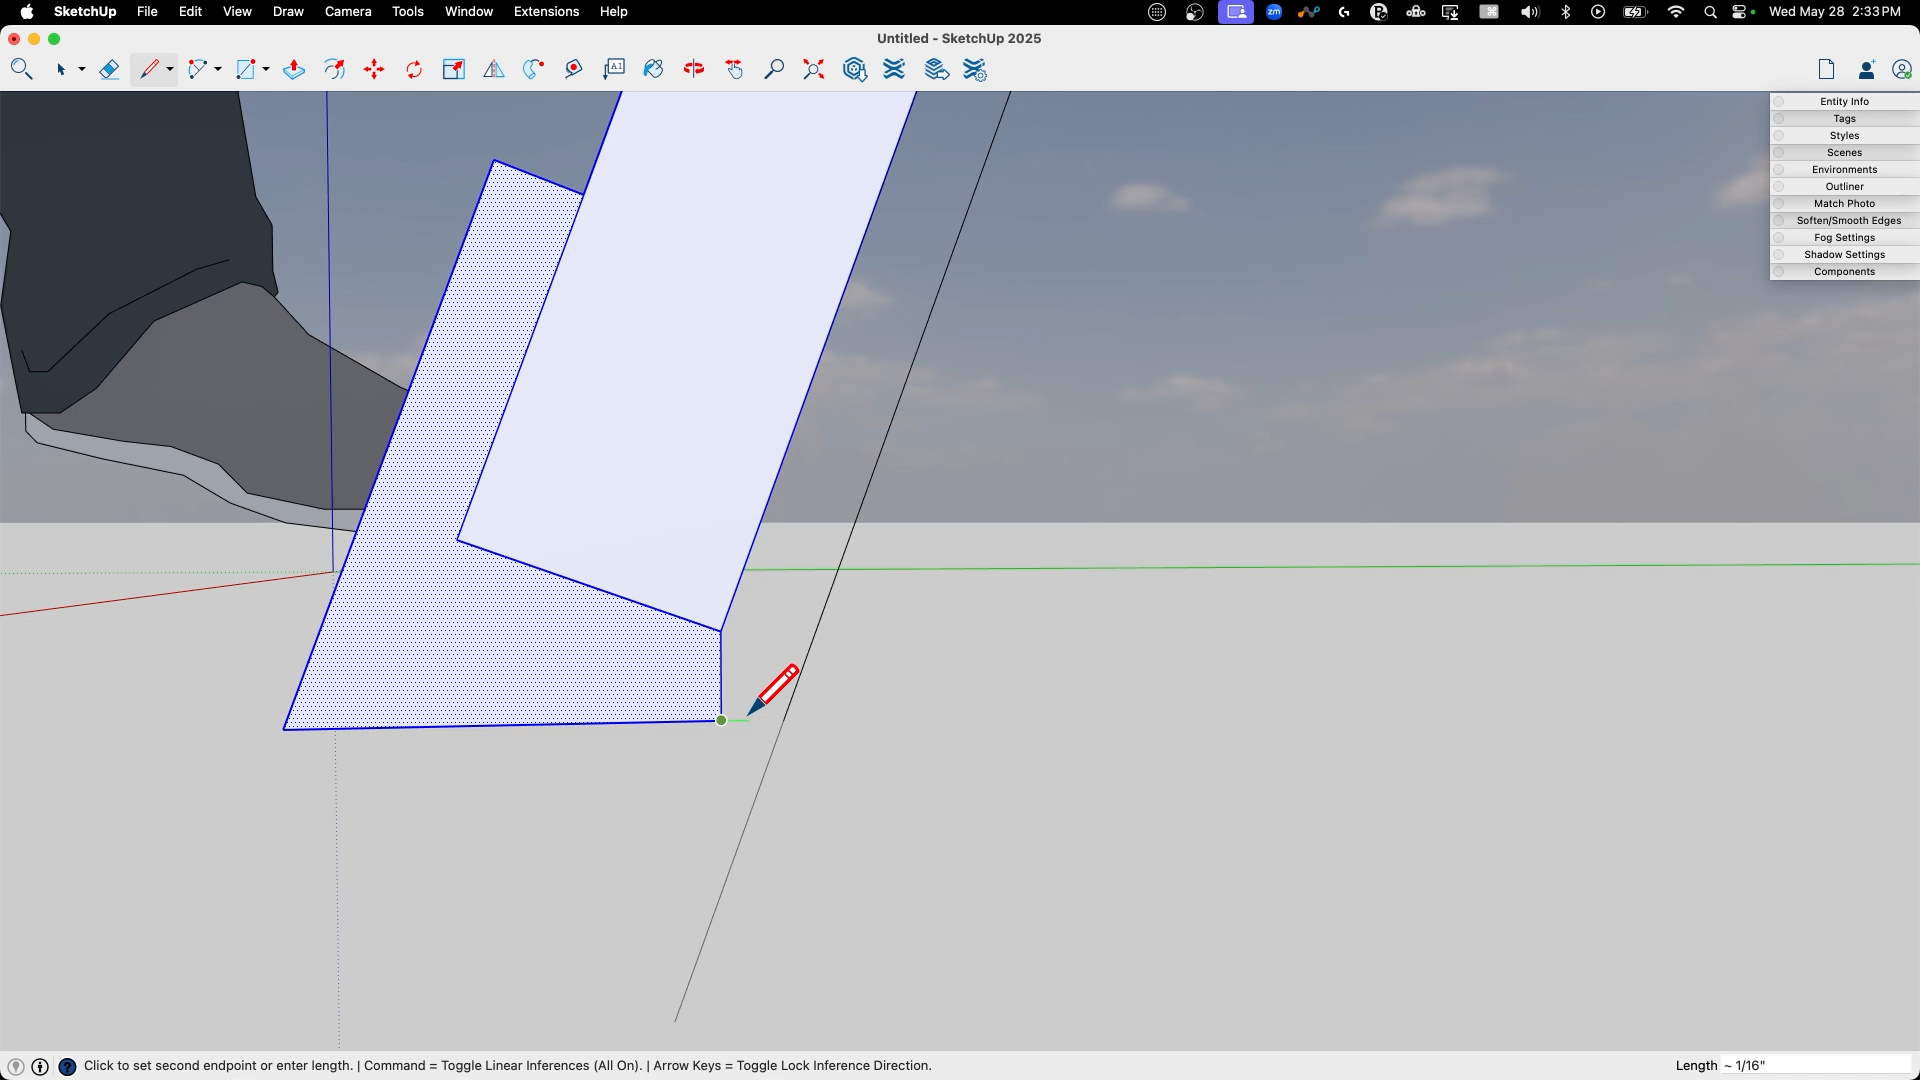 SketchUp File Edit View Draw Camera Tools Window Extensions Help
zm
Wed May 28 2:33 PM
Untitled - SketchUp 2025
A1
Entity Info
Tags
Styles
Scenes
Environments
Outliner
Match Photo
Soften/Smooth Edges
Fog Settings
Shadow Settings
Components
Click to set second endpoint or enter length. | Command = Toggle Linear Inferences (All On). | Arrow Keys = Toggle Lock Inference Direction.
Length ~ 1/16"